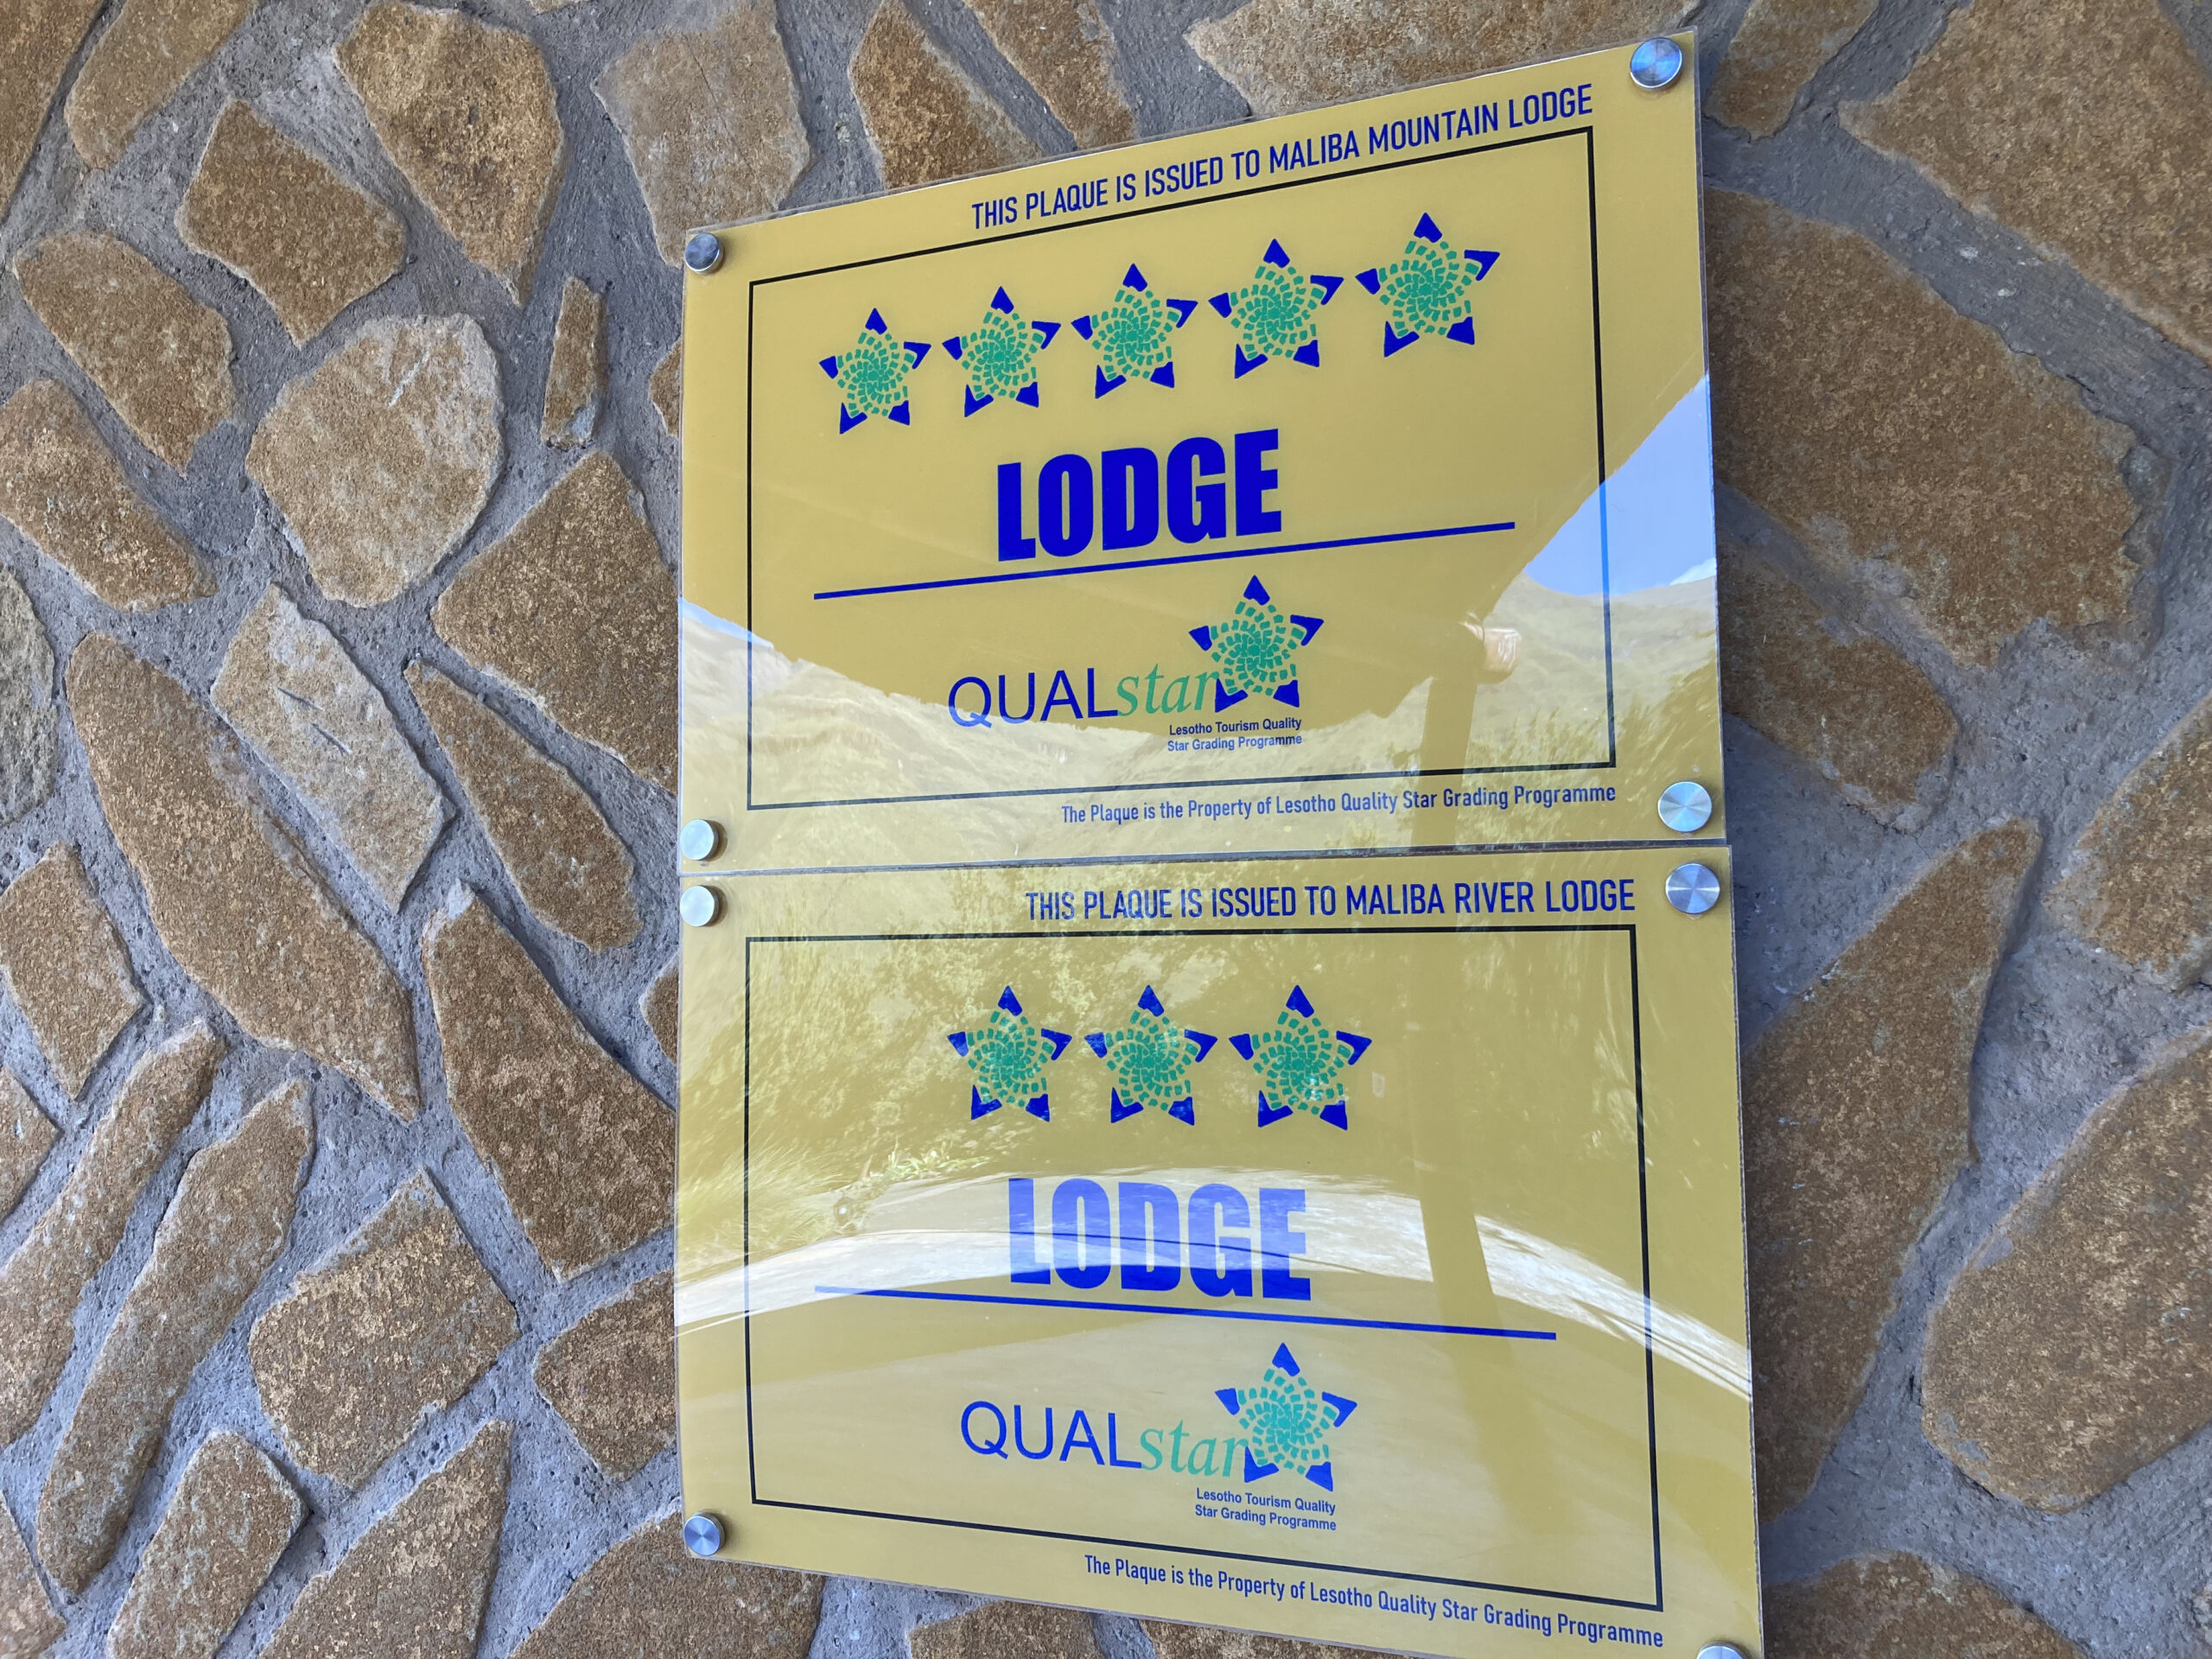 THIS PLAQUE IS ISSUED TO MALIBA MOUNTAIN LODGE
LODGE
QUALstar
Lesotho Tourism Quality
Star Grading Programme
The Plaque is the Property of Lesotho Quality Star Grading Programme
THIS PLAQUE IS ISSUED TO MALIBA RIVER LODGE
LODGE
QUALstar
Lesotho Tourism Quality
Star Grading Programme
The Plaque is the Property of Lesotho Quality Star Grading Programme